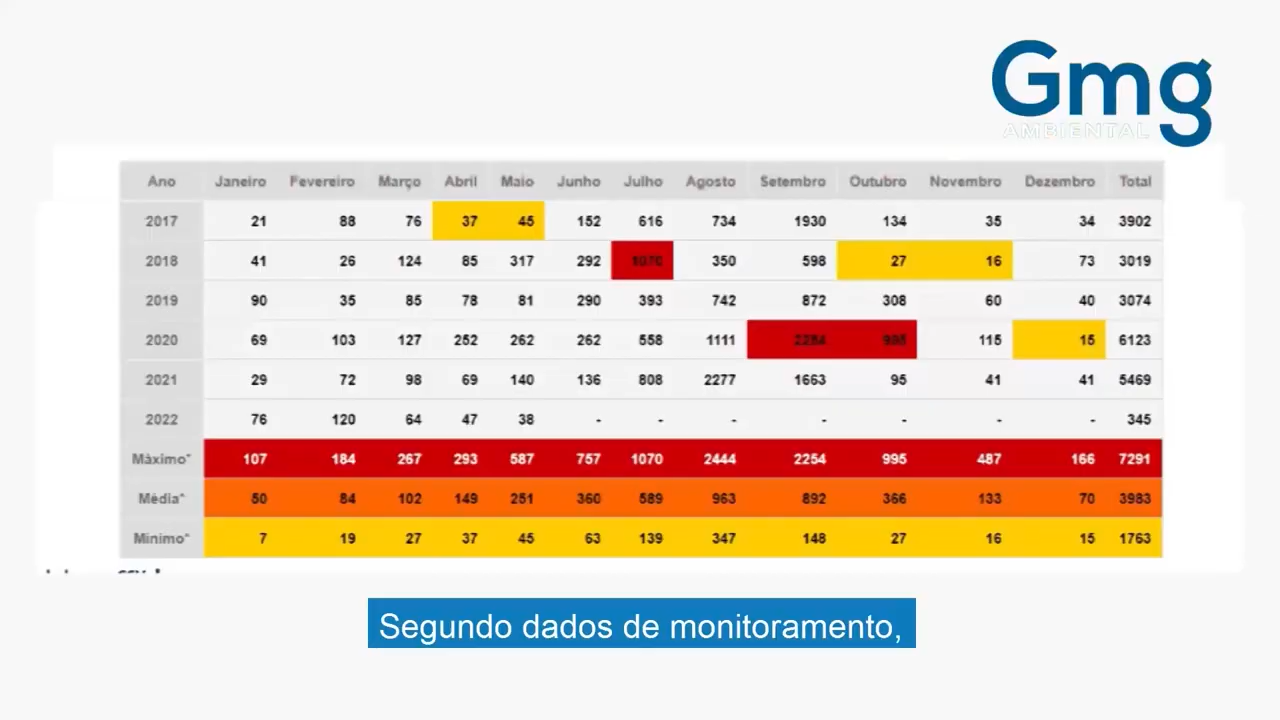 Gmg
AMBIENTAL
Ano Janeiro Fevereiro Março Abril Maio Junho Julho Agosto Setembro Outubro Novembro Dezembro Total
2017 21 88 76 37 45 152 616 734 1930 134 35 34 3902
2018 41 26 124 85 317 292 1070 350 598 27 16 73 3019
2019 90 35 85 78 81 290 393 742 872 308 60 40 3074
2020 69 103 127 252 262 262 558 1111 2254 995 115 15 6123
2021 29 72 98 69 140 136 808 2277 1663 95 41 41 5469
2022 76 120 64 47 38 - - - - - - - 345
Máximo* 107 184 267 293 587 757 1070 2444 2254 995 487 166 7291
Média* 50 84 102 149 251 360 589 963 892 366 133 70 3983
Mínimo* 7 19 27 37 45 63 139 347 148 27 16 15 1763
Segundo dados de monitoramento,